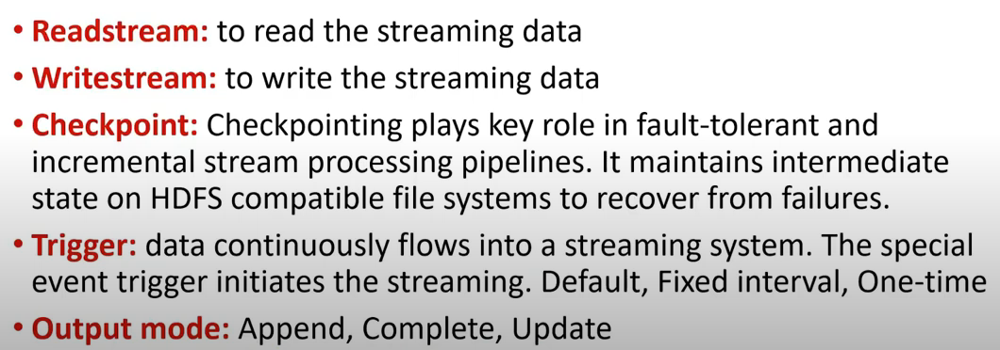 • Readstream: to read the streaming data
• Writestream: to write the streaming data
• Checkpoint: Checkpointing plays key role in fault-tolerant and
incremental stream processing pipelines. It maintains intermediate
state on HDFS compatible file systems to recover from failures.
• Trigger: data continuously flows into a streaming system. The special
event trigger initiates the streaming. Default, Fixed interval, One-time
• Output mode: Append, Complete, Update